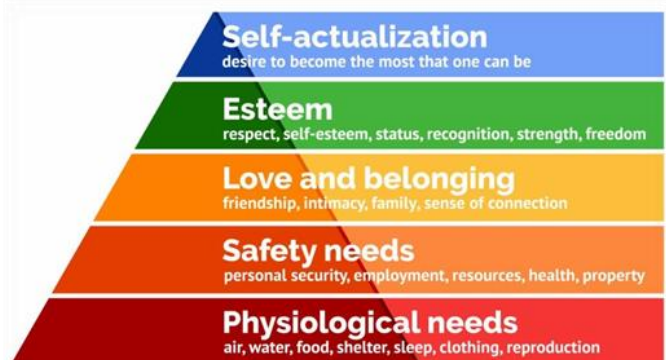 Self-actualization
desire to become the most that one can be
Esteem
respect, self-esteem, status, recognition, strength, freedom
Love and belonging
friendship, intimacy, family, sense of connection
Safety needs
personal security, employment, resources, health, property
Physiological needs
air, water, food, shelter, sleep, clothing, reproduction